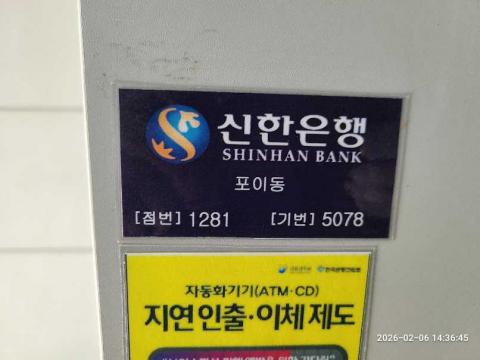 신한은행
SHINHAN BANK
포이동
[점번] 1281 [기번] 5078
자동화기기(ATM·CD)
지연 인출·이체 제도
2026-02-06 14:36:45